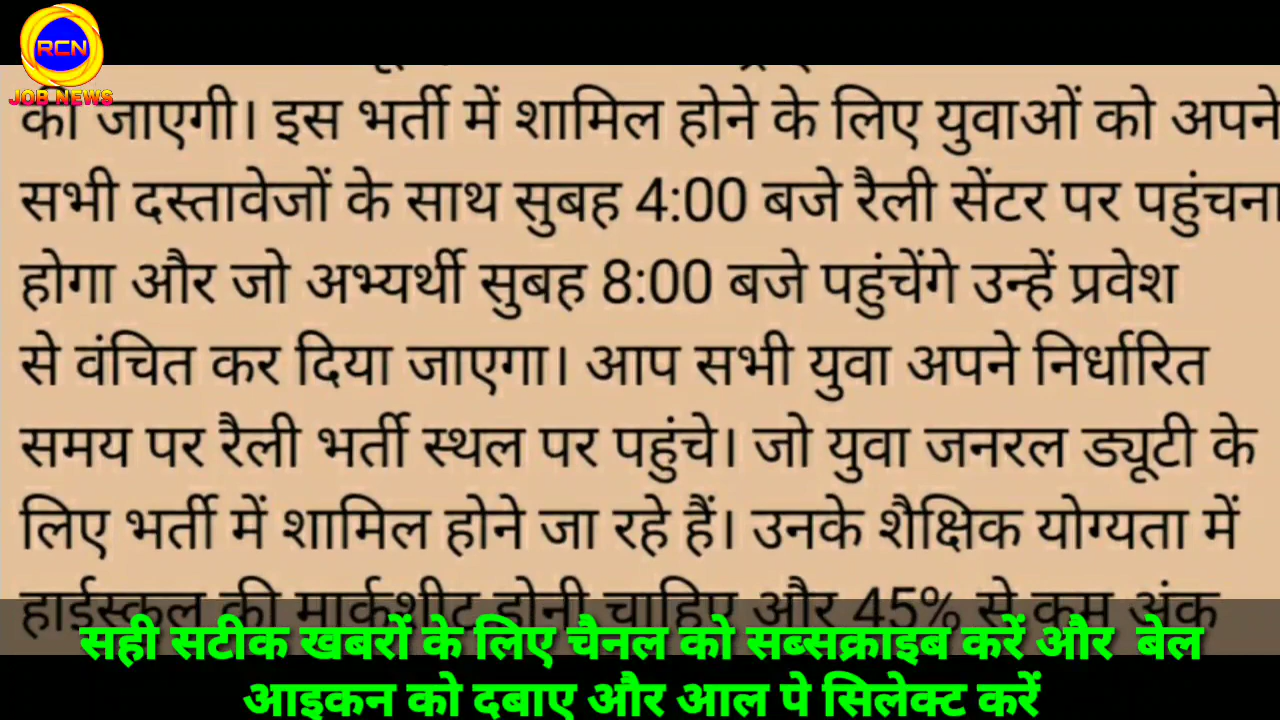 RCN
JOB NEWS
की जाएगी। इस भर्ती में शामिल होने के लिए युवाओं को अपने
सभी दस्तावेजों के साथ सुबह 4:00 बजे रैली सेंटर पर पहुंचना
होगा और जो अभ्यर्थी सुबह 8:00 बजे पहुंचेंगे उन्हें प्रवेश
से वंचित कर दिया जाएगा। आप सभी युवा अपने निर्धारित
समय पर रैली भर्ती स्थल पर पहुंचे। जो युवा जनरल ड्यूटी के
लिए भर्ती में शामिल होने जा रहे हैं। उनके शैक्षिक योग्यता में
हाईस्कूल की मार्कशीट होनी चाहिए और 45% से कम अंक
सही सटीक खबरों के लिए चैनल को सब्सक्राइब करें और बेल
आइकन को दबाए और आल पे सिलेक्ट करें